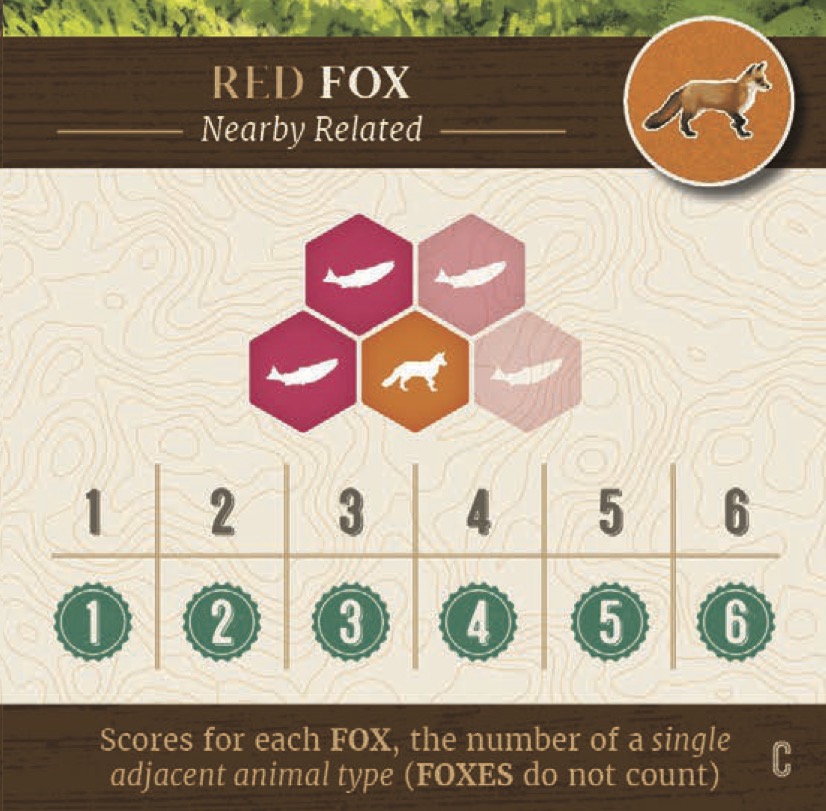 RED FOX
Nearby Related
1 2 3 4 5 6
1 2 3 4 5 6
Scores for each FOX, the number of a single
adjacent animal type (FOXES do not count)
C